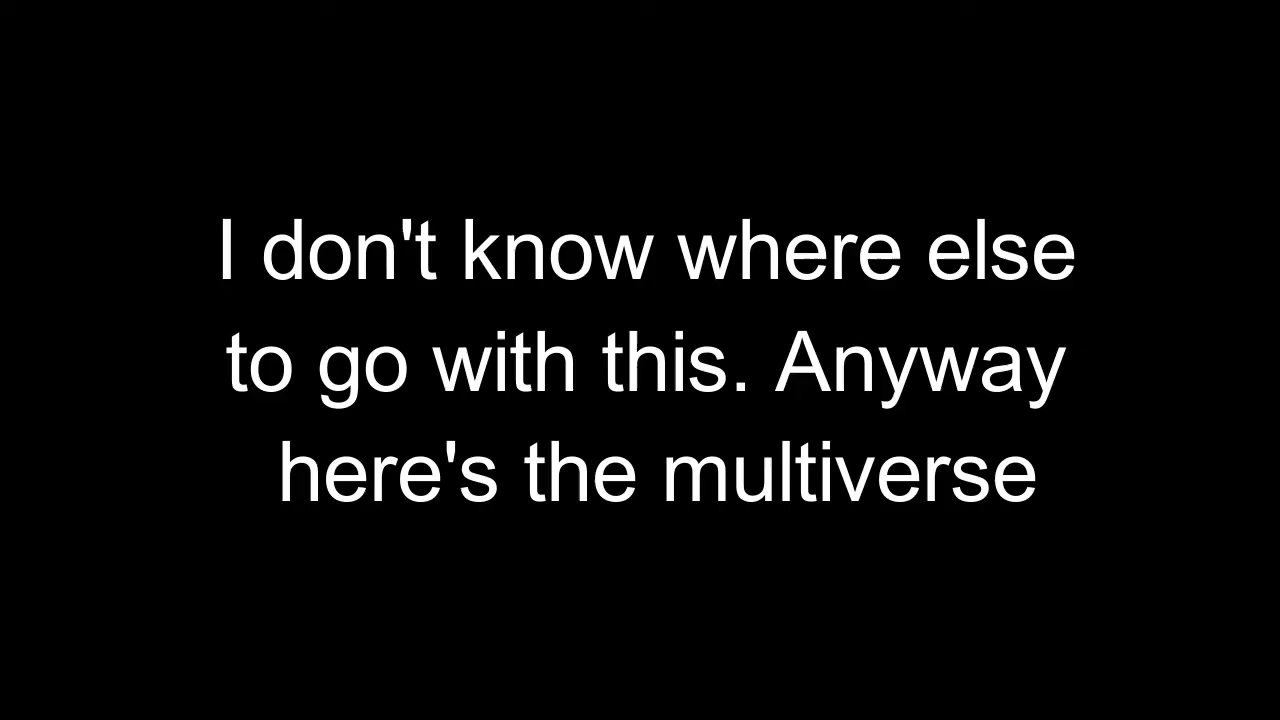 I don't know where else
to go with this. Anyway
here's the multiverse